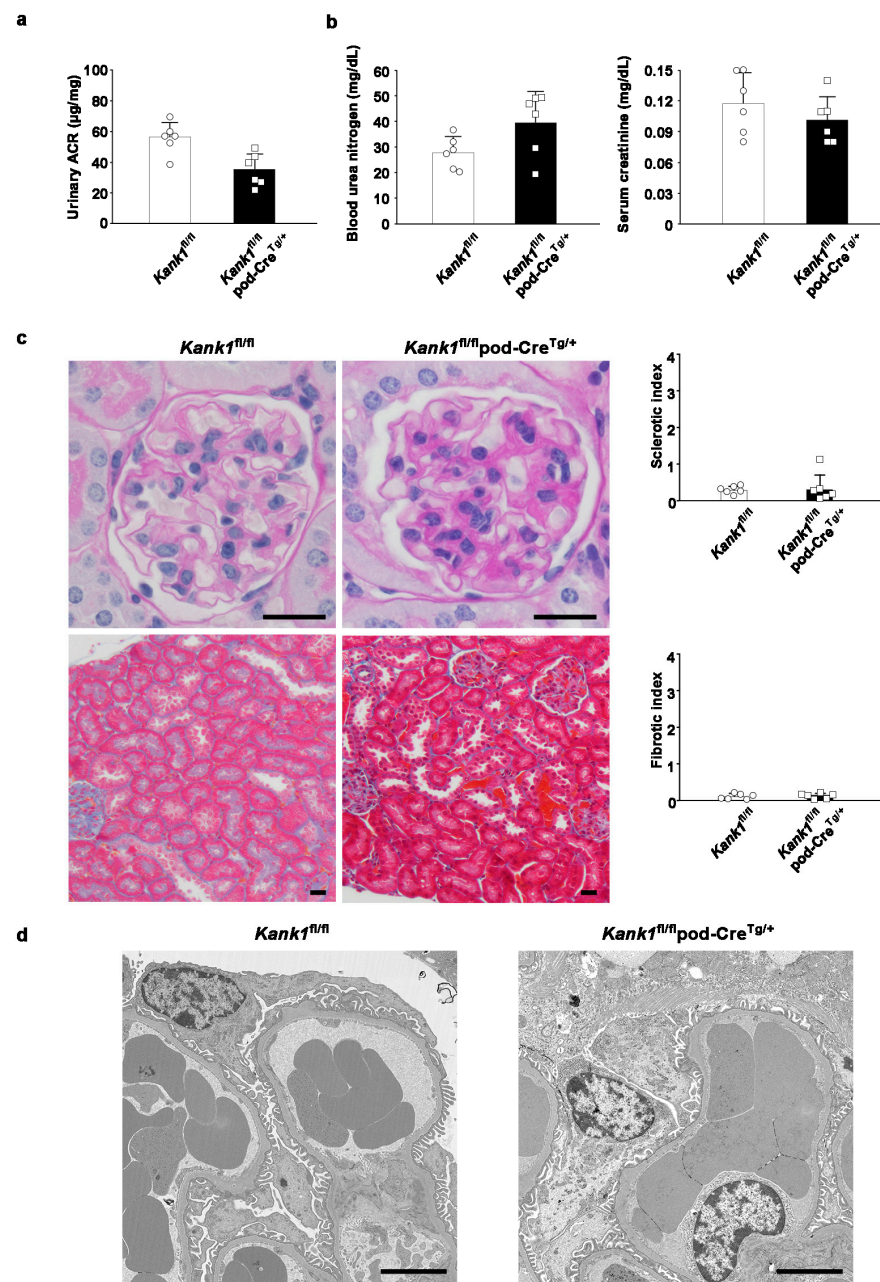 a
b
Urinary ACR (μg/mg)
100
80
60
40
20
0
Kank1fl/fl
Kank1fl/fl
pod-CreTg/+
Blood urea nitrogen (mg/dL)
60
50
40
30
20
10
0
Kank1fl/fl
Kank1fl/fl
pod-CreTg/+
Serum creatinine (mg/dL)
0.15
0.12
0.09
0.06
0.03
0
Kank1fl/fl
Kank1fl/fl
pod-CreTg/+
c
Kank1fl/fl
Kank1fl/flpod-CreTg/+
Sclerotic index
4
3
2
1
0
Kank1fl/fl
Kank1fl/fl
pod-CreTg/+
Fibrotic index
4
3
2
1
0
Kank1fl/fl
Kank1fl/fl
pod-CreTg/+
d
Kank1fl/fl
Kank1fl/flpod-CreTg/+